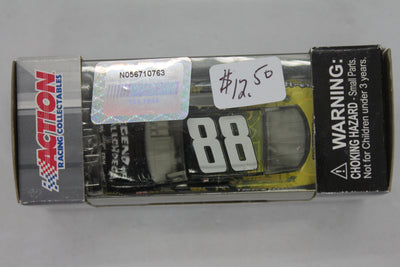 ACTION
RACING COLLECTABLES
N056710763
$12.50
88
WARNING:
CHOKING HAZARD - Small Parts.
Not for Children under 3 years.